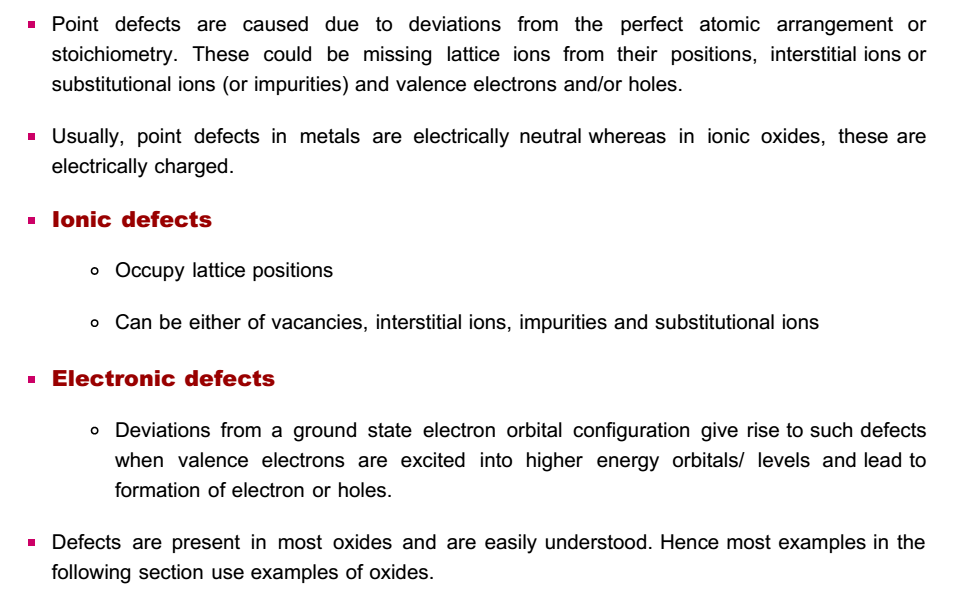 Point defects are caused due to deviations from the perfect atomic arrangement or
stoichiometry. These could be missing lattice ions from their positions, interstitial ions or
substitutional ions (or impurities) and valence electrons and/or holes.
Usually, point defects in metals are electrically neutral whereas in ionic oxides, these are
electrically charged.
Ionic defects
Occupy lattice positions
Can be either of vacancies, interstitial ions, impurities and substitutional ions
Electronic defects
Deviations from a ground state electron orbital configuration give rise to such defects
when valence electrons are excited into higher energy orbitals/ levels and lead to
formation of electron or holes.
Defects are present in most oxides and are easily understood. Hence most examples in the
following section use examples of oxides.